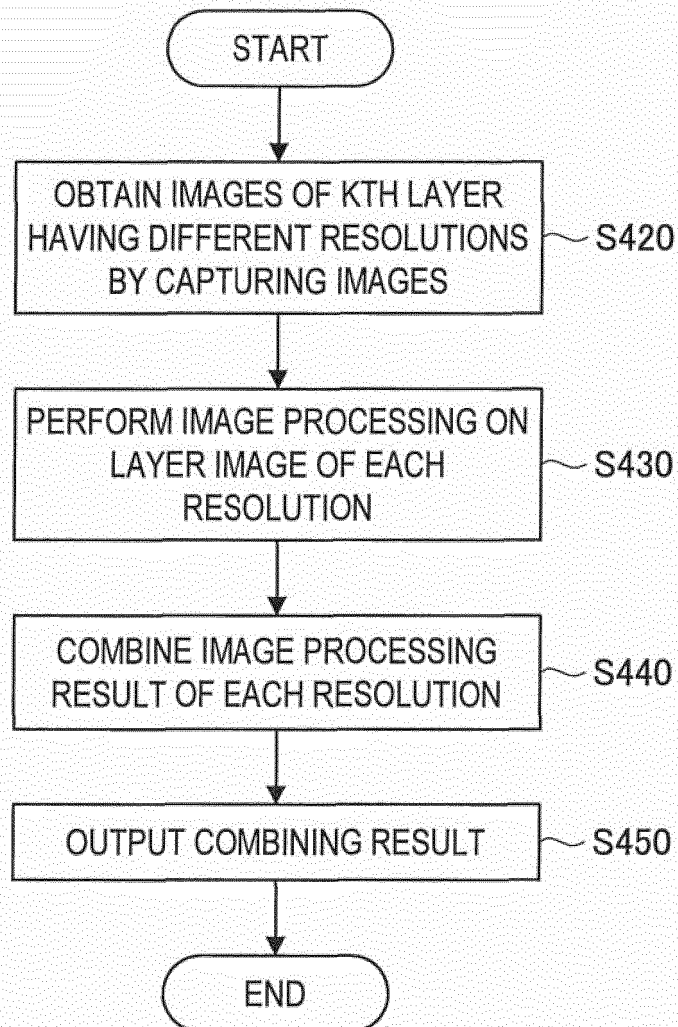 START
OBTAIN IMAGES OF KTH LAYER
HAVING DIFFERENT RESOLUTIONS
BY CAPTURING IMAGES
S420
PERFORM IMAGE PROCESSING ON
LAYER IMAGE OF EACH
RESOLUTION
S430
COMBINE IMAGE PROCESSING
RESULT OF EACH RESOLUTION
S440
OUTPUT COMBINING RESULT
S450
END